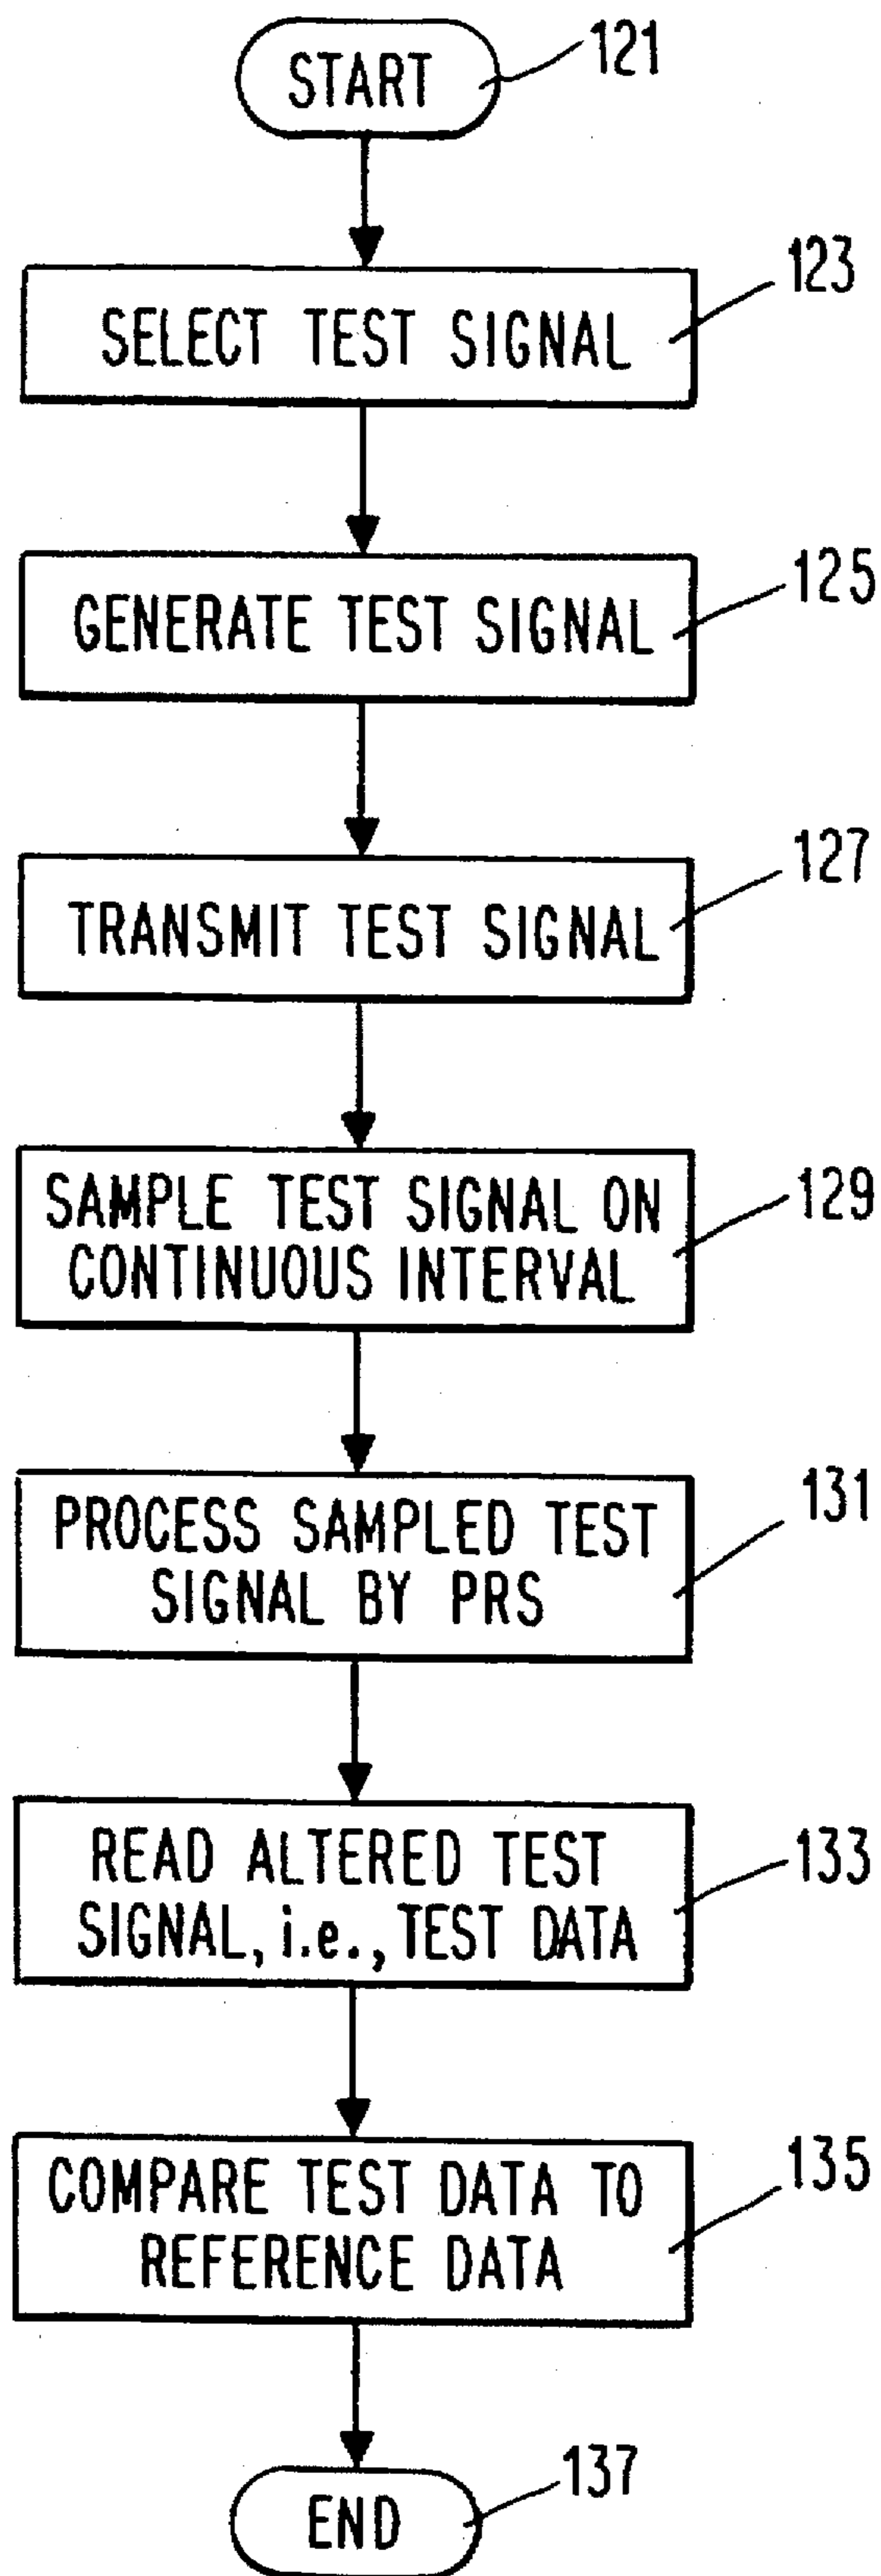 START
121
SELECT TEST SIGNAL
123
GENERATE TEST SIGNAL
125
TRANSMIT TEST SIGNAL
127
SAMPLE TEST SIGNAL ON
CONTINUOUS INTERVAL
129
PROCESS SAMPLED TEST
SIGNAL BY PRS
131
READ ALTERED TEST
SIGNAL, i.e., TEST DATA
133
COMPARE TEST DATA TO
REFERENCE DATA
135
END
137